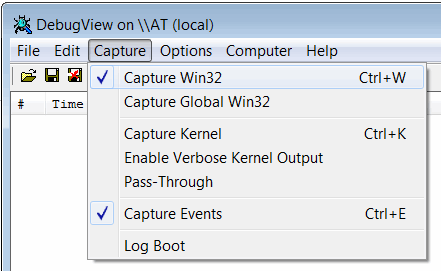 DebugView on \\AT (local)
File Edit Capture Options Computer Help
Capture Win32 Ctrl+W
Capture Global Win32
Capture Kernel Ctrl+K
Enable Verbose Kernel Output
Pass-Through
Capture Events Ctrl+E
Log Boot
# Time